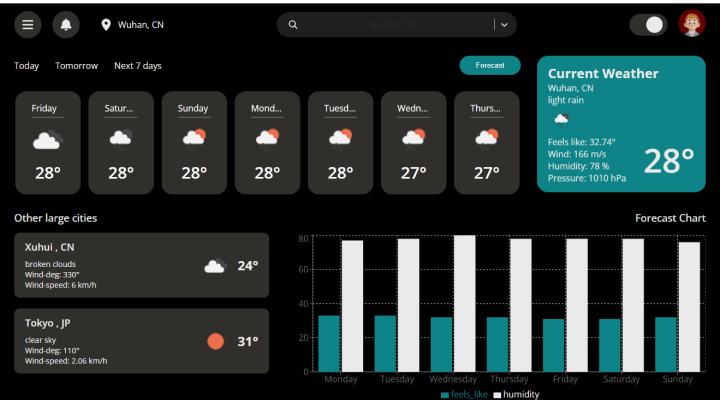 Wuhan, CN
Wuhan, CN
Today Tomorrow Next 7 days Forecast
Friday Satur... Sunday Mond... Tuesd... Wedn... Thurs...
28° 28° 28° 28° 28° 27° 27°
Current Weather
Wuhan, CN
light rain
Feels like: 32.74°
Wind: 166 m/s
Humidity: 78 %
Pressure: 1010 hPa
28°
Other large cities
Xuhui , CN
broken clouds
Wind-deg: 330°
Wind-speed: 6 km/h
24°
Tokyo , JP
clear sky
Wind-deg: 110°
Wind-speed: 2.06 km/h
31°
Forecast Chart
80
60
40
20
0
Monday Tuesday Wednesday Thursday Friday Saturday Sunday
feels_like humidity